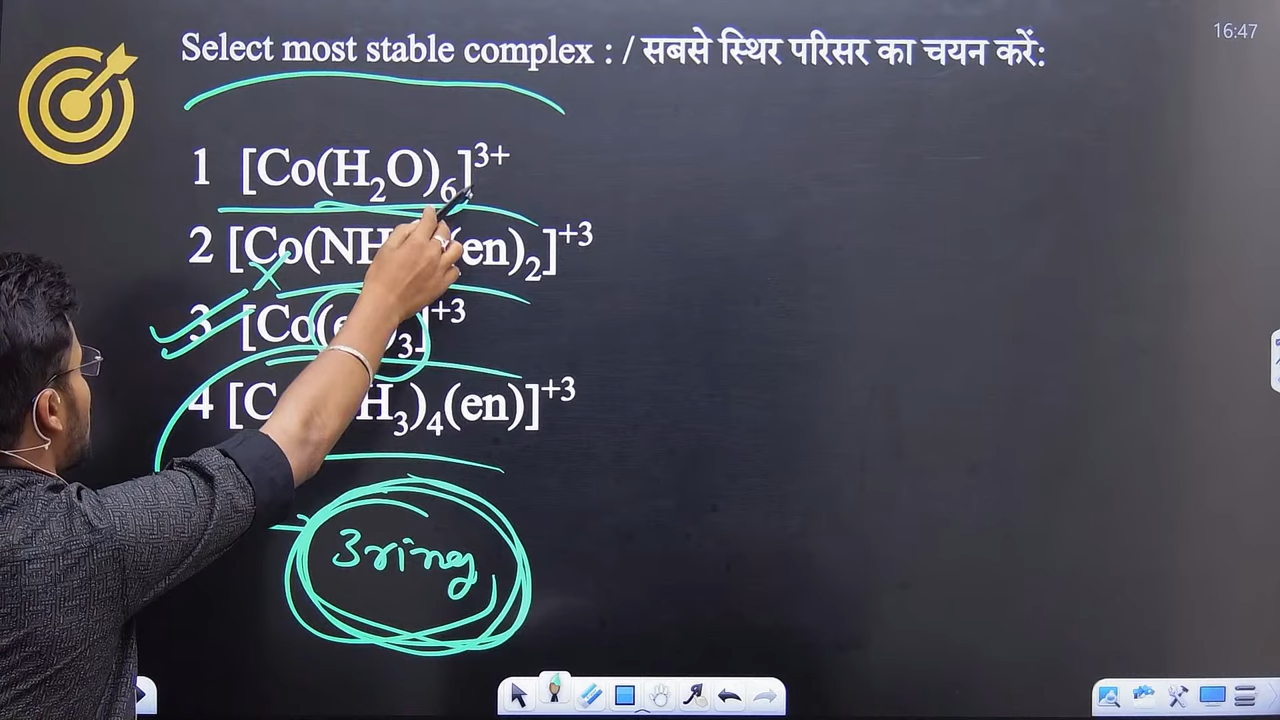 16:47
Select most stable complex : / सबसे स्थिर परिसर का चयन करें:
1 [Co(H₂O)₆]³⁺
2 [Co(NH (en)₂]⁺³
3 [Co(e )₃]⁺³
4 [C H₃)₄(en)]⁺³
3 ring